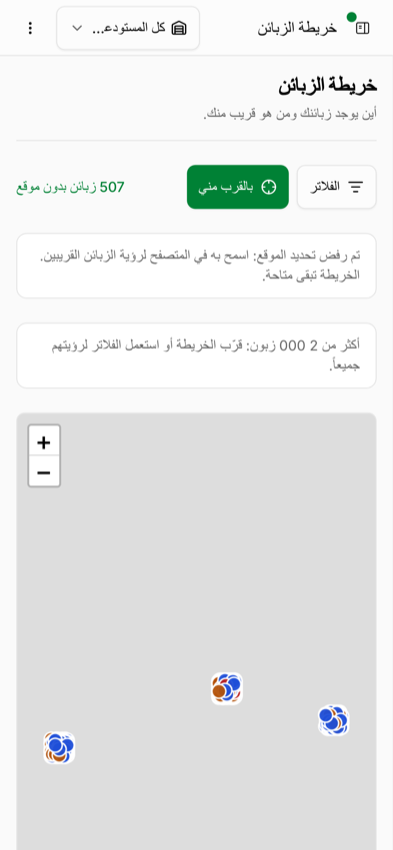 خريطة الزبائن
كل المستودع...
خريطة الزبائن
أين يوجد زبائنك ومن هو قريب منك.
الفلاتر
بالقرب مني
507 زبائن بدون موقع
تم رفض تحديد الموقع: اسمح به في المتصفح لرؤية الزبائن القريبين.
الخريطة تبقى متاحة.
أكثر من 2 000 زبون: قرّب الخريطة أو استعمل الفلاتر لرؤيتهم
جميعاً.
+
−